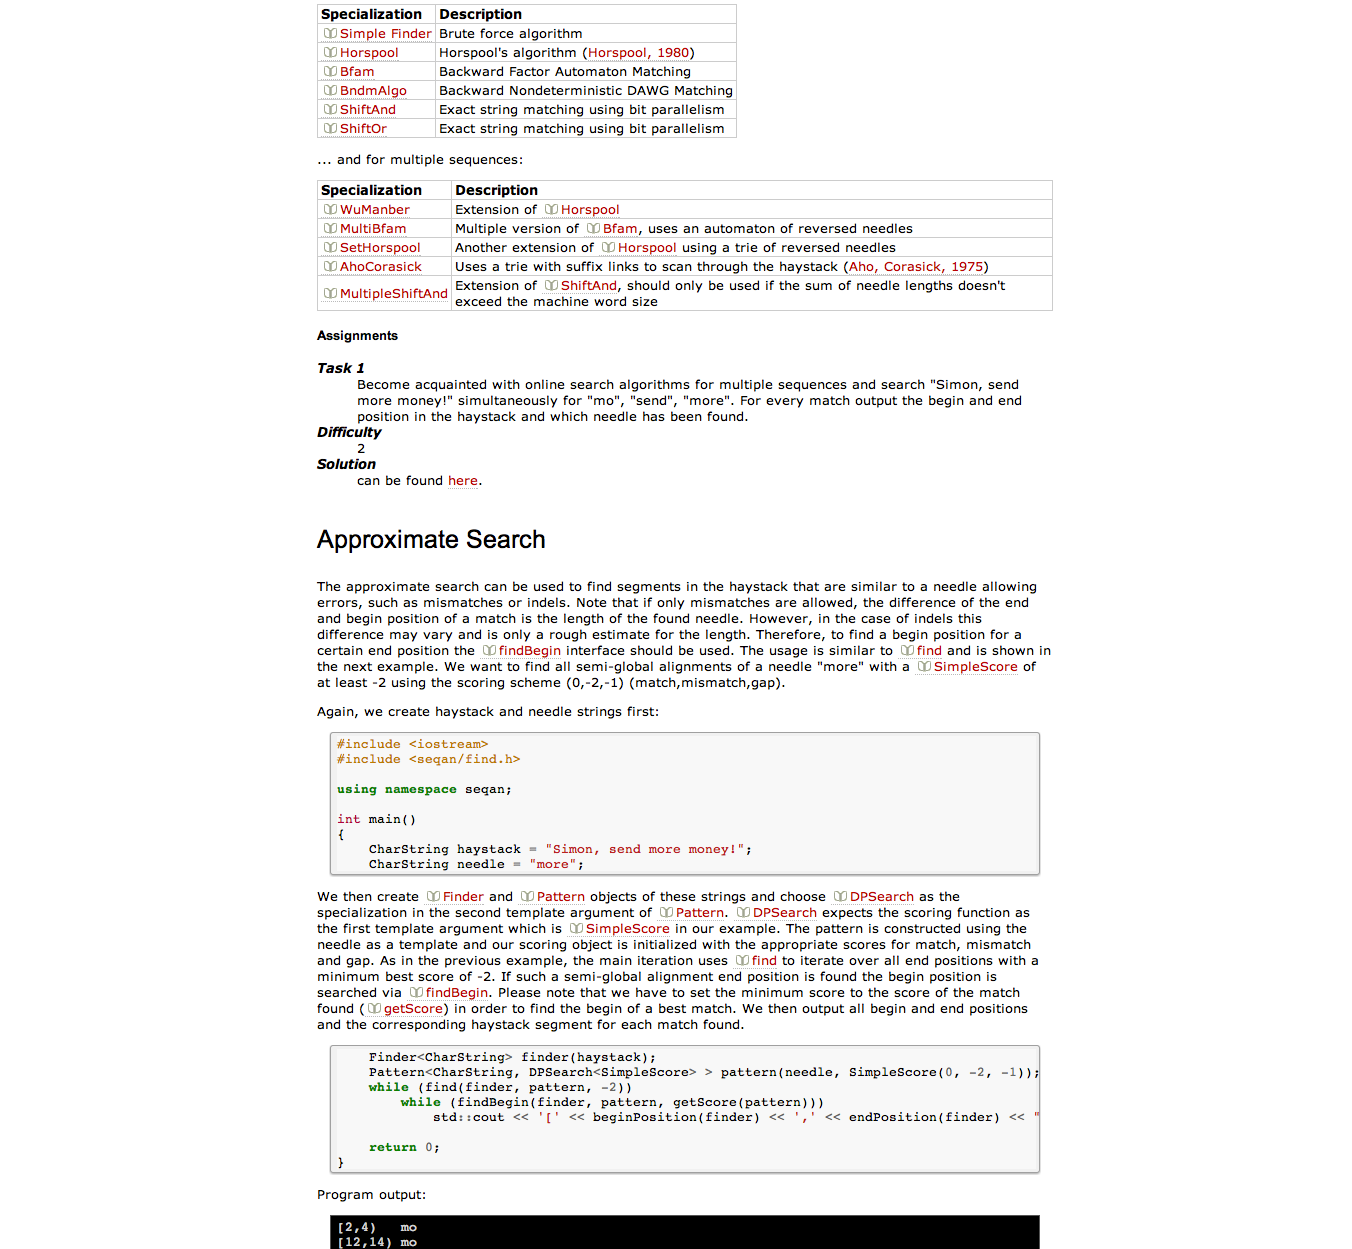 Specialization Description
Simple Finder Brute force algorithm
Horspool Horspool's algorithm (Horspool, 1980)
Bfam Backward Factor Automaton Matching
BndmAlgo Backward Nondeterministic DAWG Matching
ShiftAnd Exact string matching using bit parallelism
ShiftOr Exact string matching using bit parallelism
... and for multiple sequences:
Specialization Description
WuManber Extension of Horspool
MultiBfam Multiple version of Bfam, uses an automaton of reversed needles
SetHorspool Another extension of Horspool using a trie of reversed needles
AhoCorasick Uses a trie with suffix links to scan through the haystack (Aho, Corasick, 1975)
MultipleShiftAnd Extension of ShiftAnd, should only be used if the sum of needle lengths doesn't
exceed the machine word size
Assignments
Task 1
Become acquainted with online search algorithms for multiple sequences and search "Simon, send
more money!" simultaneously for "mo", "send", "more". For every match output the begin and end
position in the haystack and which needle has been found.
Difficulty
2
Solution
can be found here.
Approximate Search
The approximate search can be used to find segments in the haystack that are similar to a needle allowing
errors, such as mismatches or indels. Note that if only mismatches are allowed, the difference of the end
and begin position of a match is the length of the found needle. However, in the case of indels this
difference may vary and is only a rough estimate for the length. Therefore, to find a begin position for a
certain end position the findBegin interface should be used. The usage is similar to find and is shown in
the next example. We want to find all semi-global alignments of a needle "more" with a SimpleScore of
at least -2 using the scoring scheme (0,-2,-1) (match,mismatch,gap).
Again, we create haystack and needle strings first:
#include <iostream>
#include <seqan/find.h>
using namespace seqan;
int main()
{
CharString haystack = "Simon, send more money!";
CharString needle = "more";
We then create Finder and Pattern objects of these strings and choose DPSearch as the
specialization in the second template argument of Pattern. DPSearch expects the scoring function as
the first template argument which is SimpleScore in our example. The pattern is constructed using the
needle as a template and our scoring object is initialized with the appropriate scores for match, mismatch
and gap. As in the previous example, the main iteration uses find to iterate over all end positions with a
minimum best score of -2. If such a semi-global alignment end position is found the begin position is
searched via findBegin. Please note that we have to set the minimum score to the score of the match
found ( getScore) in order to find the begin of a best match. We then output all begin and end positions
and the corresponding haystack segment for each match found.
Finder<CharString> finder(haystack);
Pattern<CharString, DPSearch<SimpleScore> > pattern(needle, SimpleScore(0, -2, -1));
while (find(finder, pattern, -2))
while (findBegin(finder, pattern, getScore(pattern)))
std::cout << '[' << beginPosition(finder) << ',' << endPosition(finder) << "
return 0;
}
Program output:
[2,4) mo
[12,14) mo